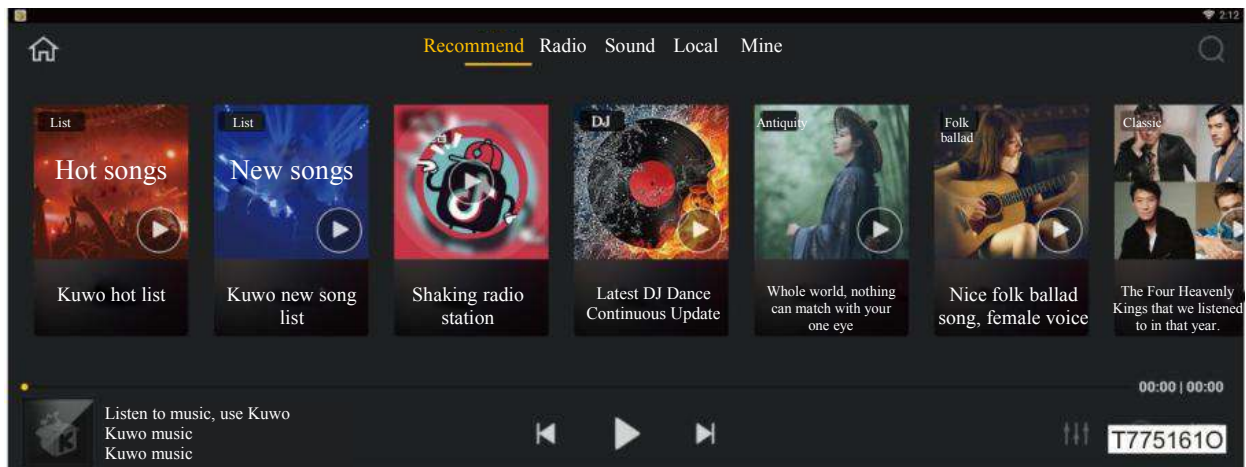 2:12
Recommend Radio Sound Local Mine
List
Hot songs
Kuwo hot list
List
New songs
Kuwo new song
list
Shaking radio
station
DJ
Latest DJ Dance
Continuous Update
Antiquity
Whole world, nothing
can match with your
one eye
Folk
ballad
Nice folk ballad
song, female voice
Classic
The Four Heavenly
Kings that we listened
to in that year.
00:00 | 00:00
Listen to music, use Kuwo
Kuwo music
Kuwo music
K
T775161O